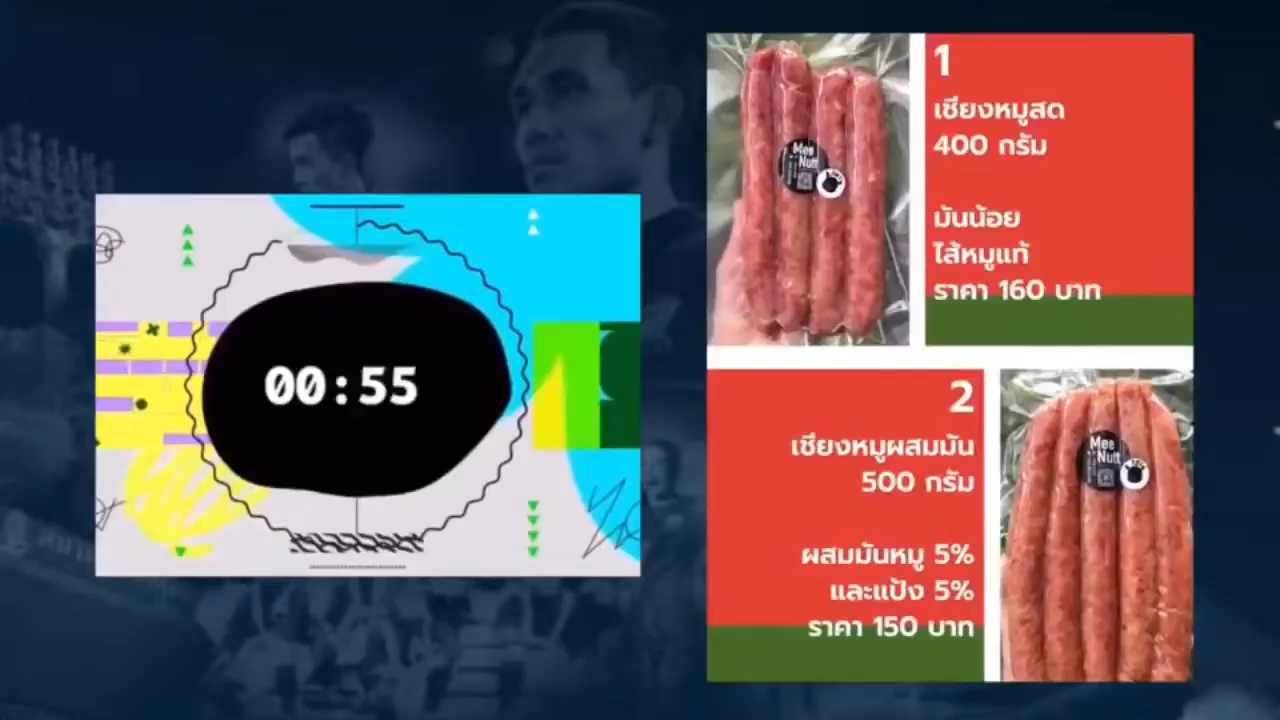 00:55
1
เชียงหมูสด
400 กรัม
มันน้อย
ไส้หมูแท้
ราคา 160 บาท
Mee
Nutt
2
เชียงหมูผสมมัน
500 กรัม
ผสมมันหมู 5%
และแป้ง 5%
ราคา 150 บาท
Mee
Nutt